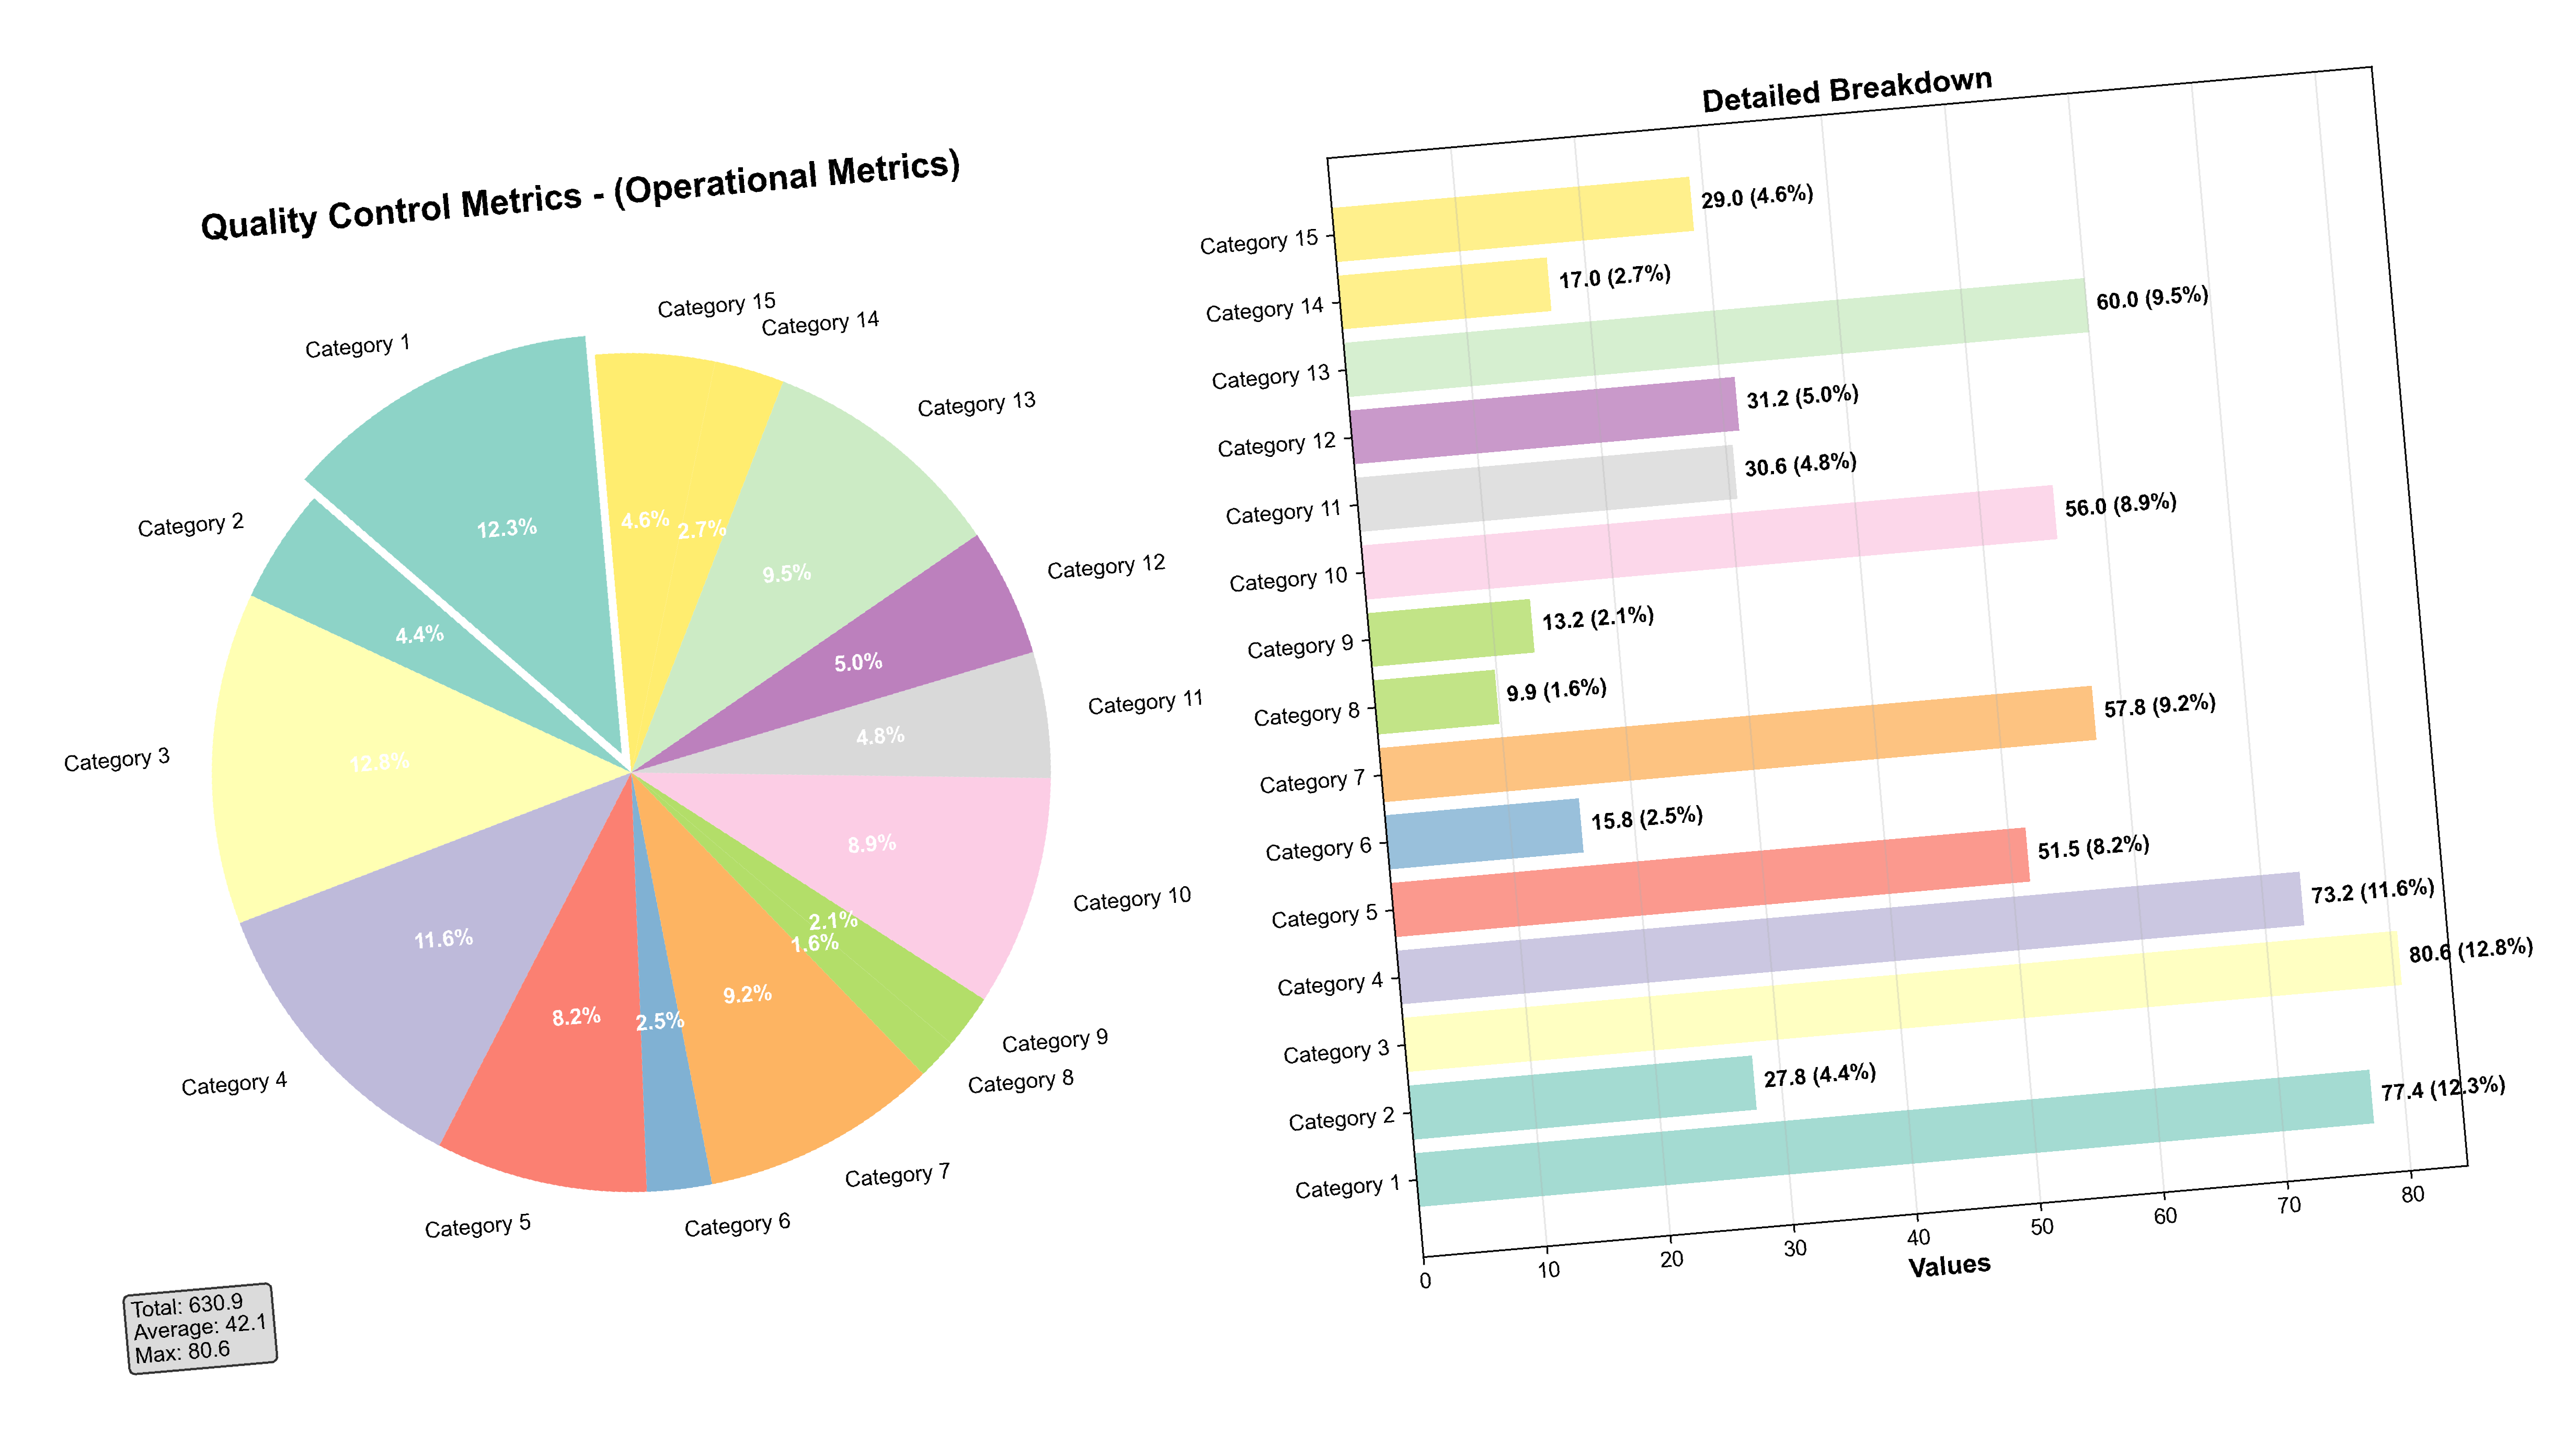 Quality Control Metrics - (Operational Metrics)
Category 1
Category 2
Category 3
Category 4
Category 5
Category 6
Category 7
Category 8
Category 9
Category 10
Category 11
Category 12
Category 13
Category 14
Category 15
12.3%
4.4%
12.8%
11.6%
8.2%
2.5%
9.2%
1.6%
2.1%
8.9%
4.8%
5.0%
9.5%
2.7%
4.6%
Total: 630.9
Average: 42.1
Max: 80.6
Detailed Breakdown
Category 15 29.0 (4.6%)
Category 14 17.0 (2.7%)
Category 13 60.0 (9.5%)
Category 12 31.2 (5.0%)
Category 11 30.6 (4.8%)
Category 10 56.0 (8.9%)
Category 9 13.2 (2.1%)
Category 8 9.9 (1.6%)
Category 7 57.8 (9.2%)
Category 6 15.8 (2.5%)
Category 5 51.5 (8.2%)
Category 4 73.2 (11.6%)
Category 3 80.6 (12.8%)
Category 2 27.8 (4.4%)
Category 1 77.4 (12.3%)
0 10 20 30 40 50 60 70 80
Values